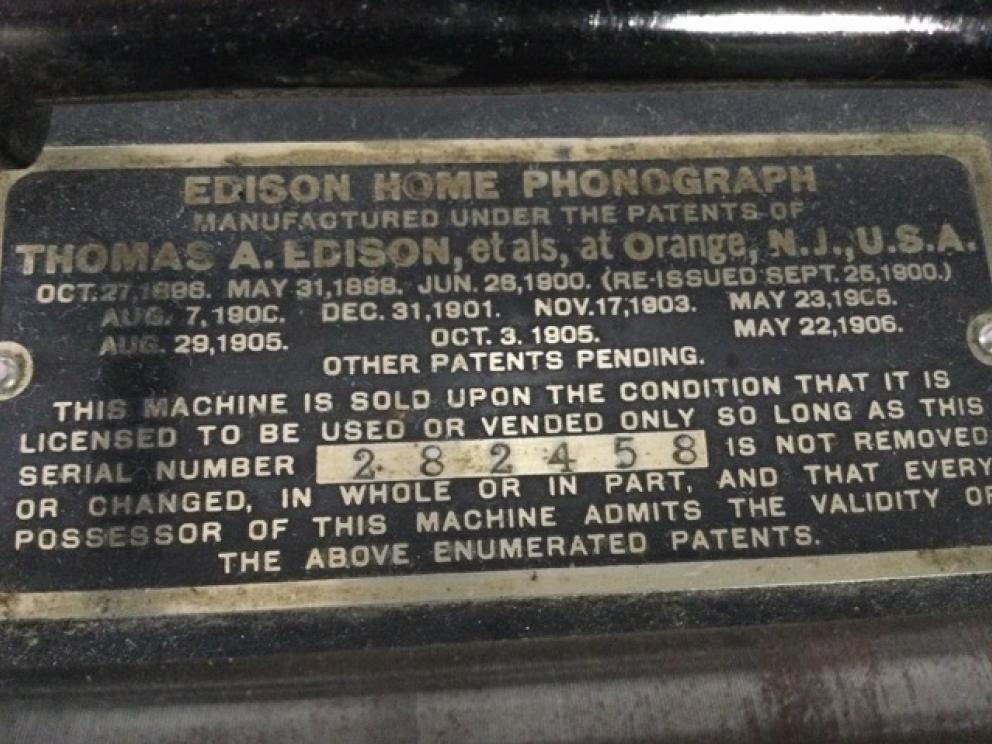 EDISON HOME PHONOGRAPH
MANUFACTURED UNDER THE PATENTS OF
THOMAS A. EDISON, et als, at Orange, N.J., U.S.A.
OCT. 27, 1896. MAY 31, 1898. JUN. 26, 1900. (RE-ISSUED SEPT. 25, 1900.)
AUG. 7, 1900. DEC. 31, 1901. NOV. 17, 1903. MAY 23, 1905.
AUG. 29, 1905. OCT. 3. 1905. MAY 22, 1906.
OTHER PATENTS PENDING.
THIS MACHINE IS SOLD UPON THE CONDITION THAT IT IS
LICENSED TO BE USED OR VENDED ONLY SO LONG AS THIS
SERIAL NUMBER 282458 IS NOT REMOVED
OR CHANGED, IN WHOLE OR IN PART, AND THAT EVERY
POSSESSOR OF THIS MACHINE ADMITS THE VALIDITY OF
THE ABOVE ENUMERATED PATENTS.